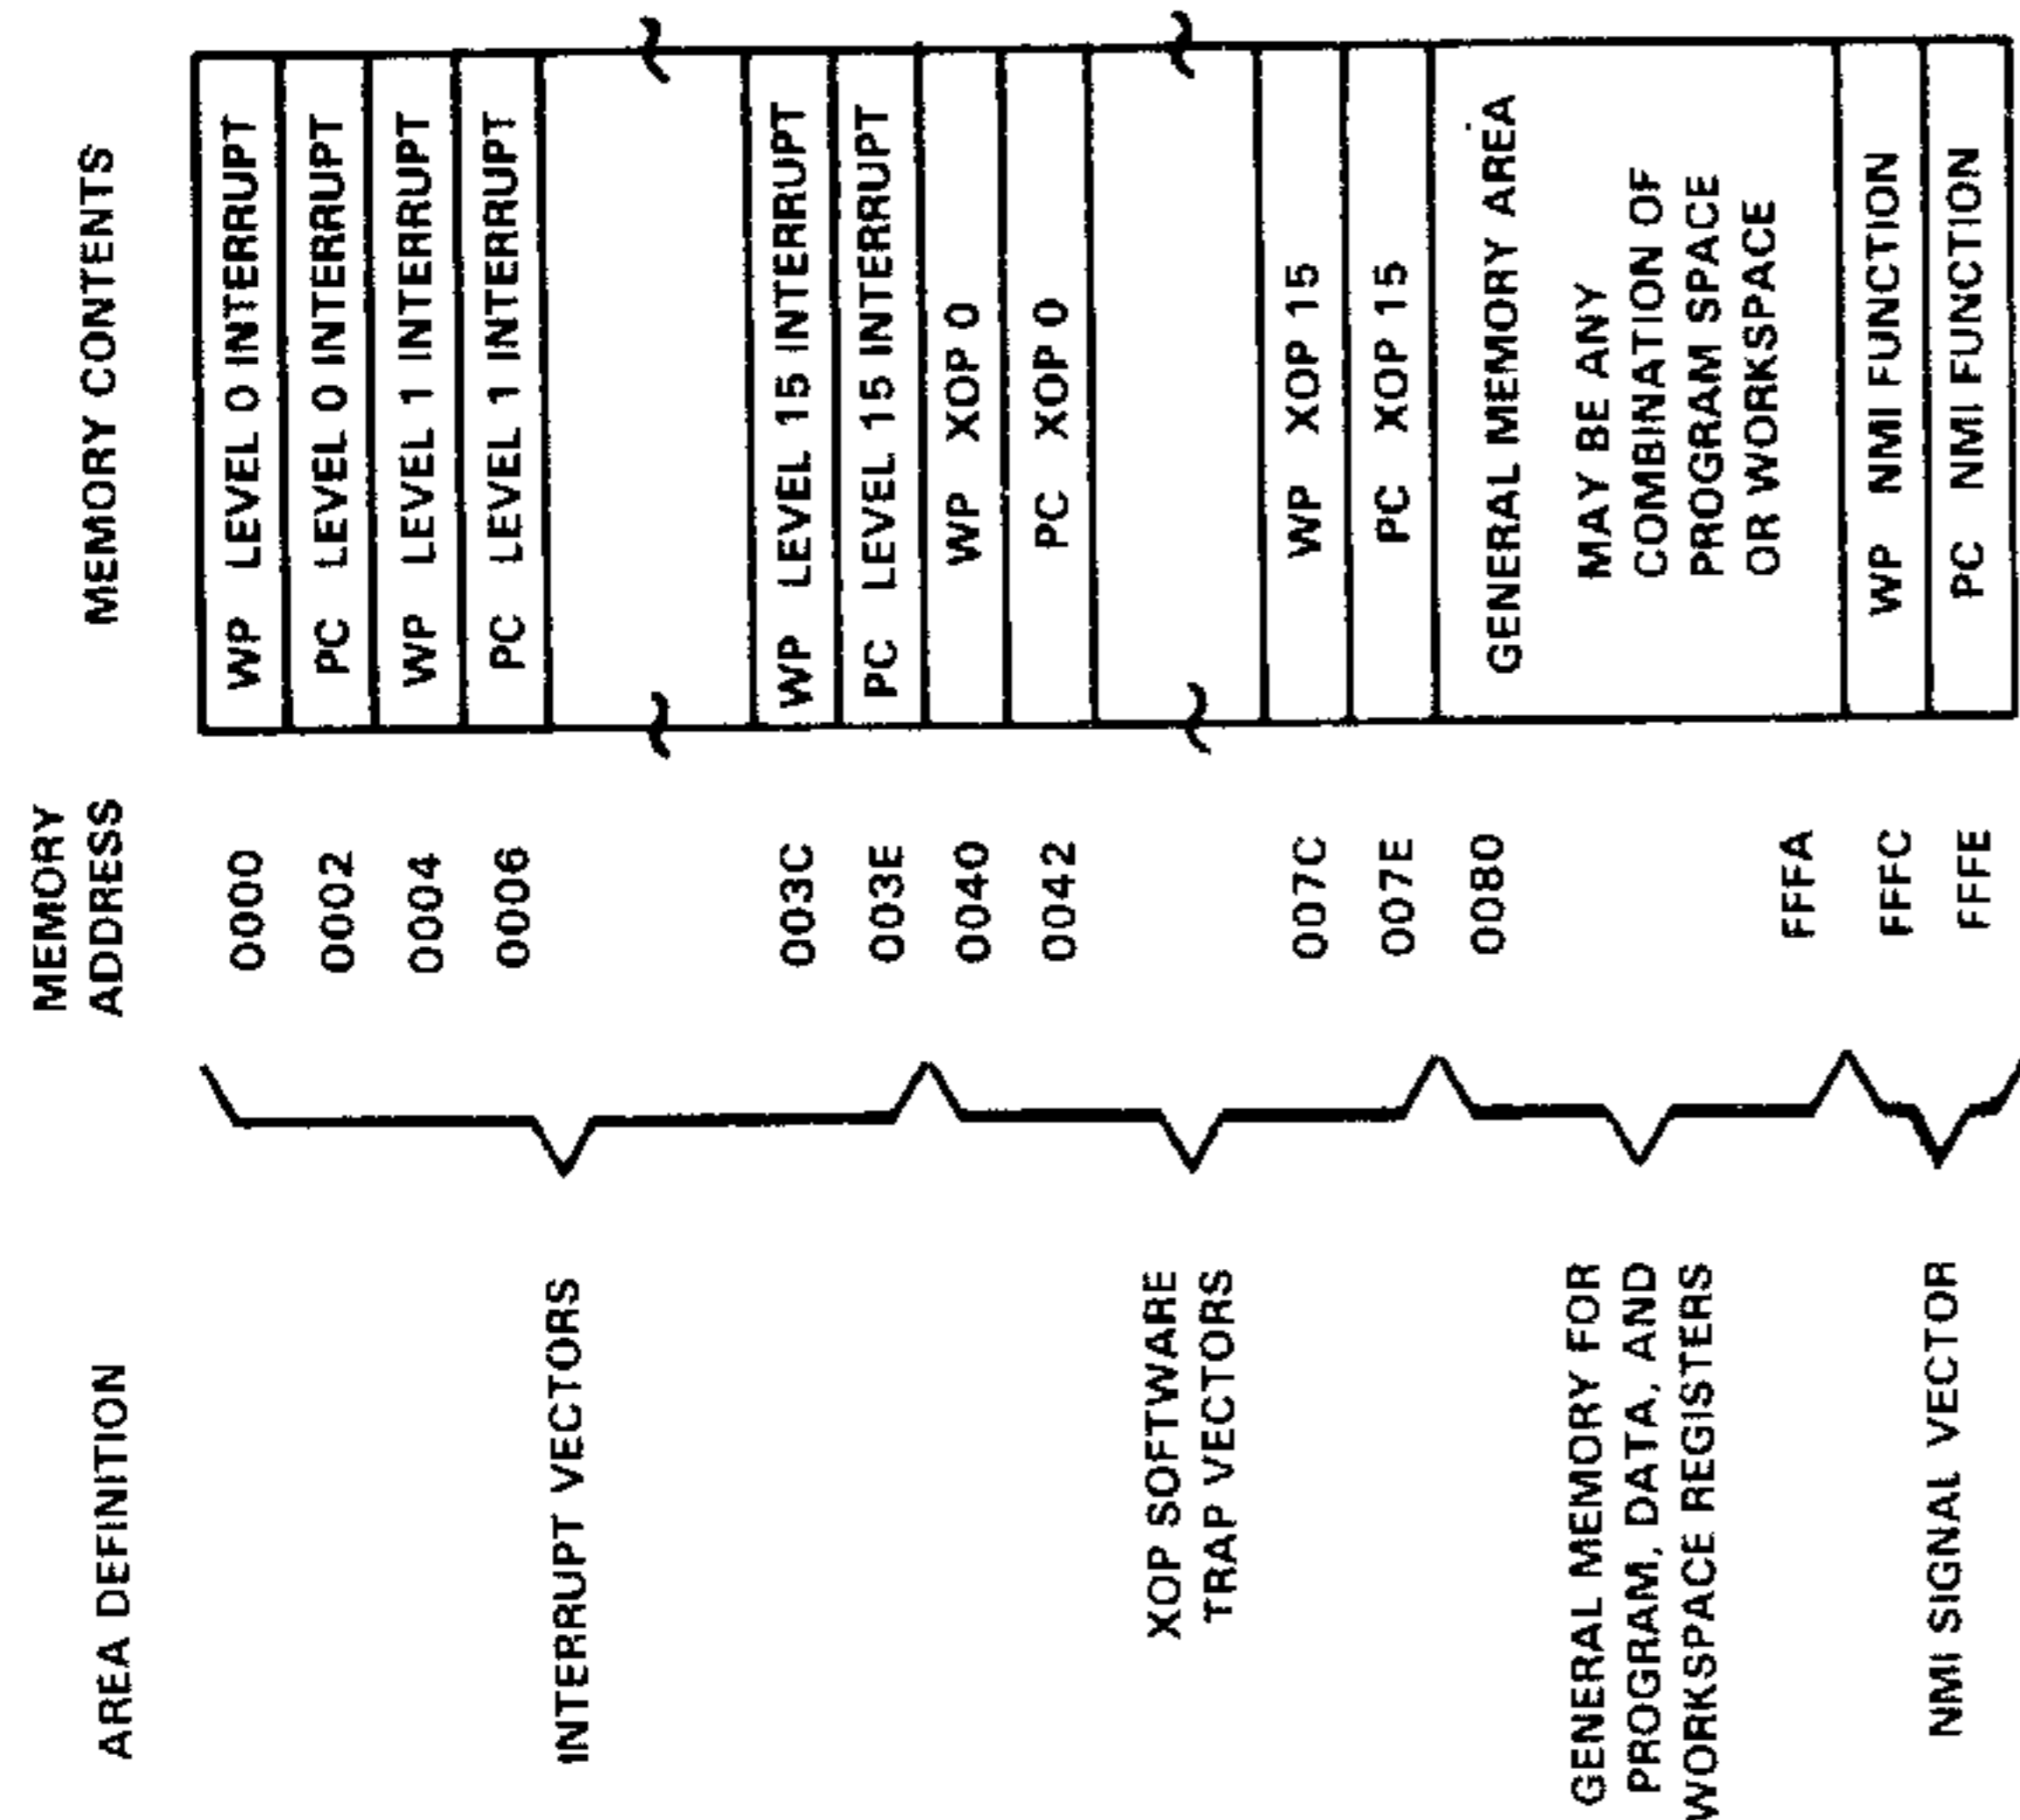 AREA DEFINITION
MEMORY
ADDRESS
MEMORY CONTENTS
INTERRUPT VECTORS
0000
WP LEVEL 0 INTERRUPT
0002
PC LEVEL 0 INTERRUPT
0004
WP LEVEL 1 INTERRUPT
0006
PC LEVEL 1 INTERRUPT
003C
WP LEVEL 15 INTERRUPT
003E
PC LEVEL 15 INTERRUPT
XOP SOFTWARE
TRAP VECTORS
0040
WP XOP 0
0042
PC XOP 0
007C
WP XOP 15
007E
PC XOP 15
GENERAL MEMORY FOR
PROGRAM, DATA, AND
WORKSPACE REGISTERS
0080
GENERAL MEMORY AREA
MAY BE ANY
COMBINATION OF
PROGRAM SPACE
OR WORKSPACE
FFFA
NMI SIGNAL VECTOR
FFFC
WP NMI FUNCTION
FFFE
PC NMI FUNCTION